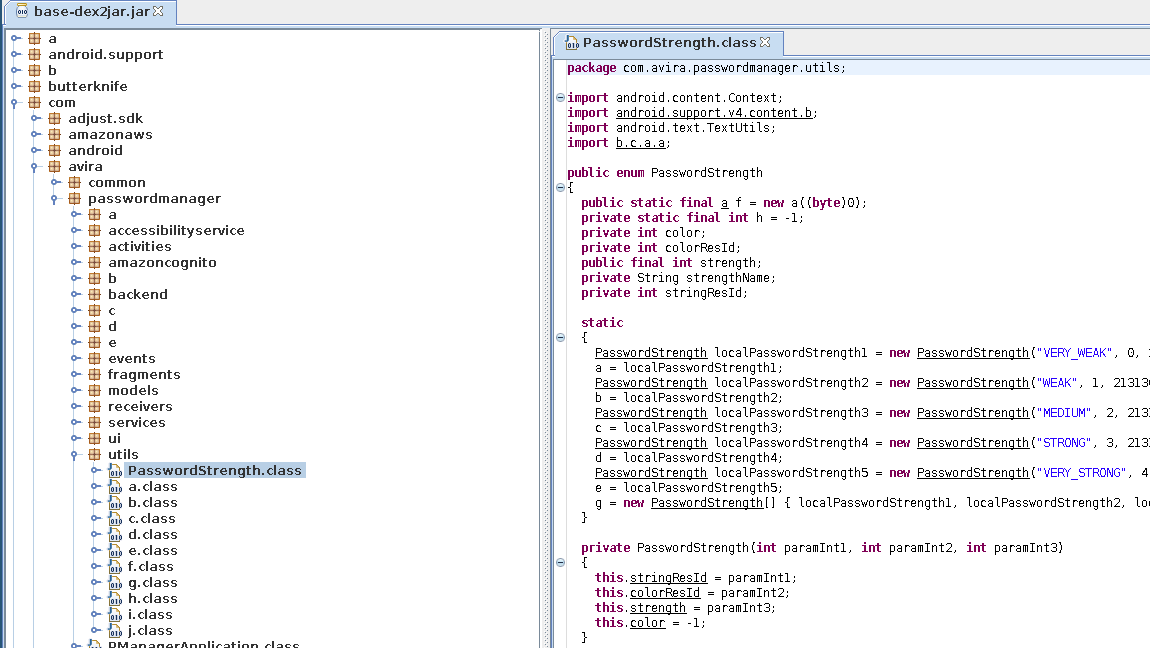 base-dex2jar.jar
a
android.support
b
butterknife
com
adjust.sdk
amazonaws
android
avira
common
passwordmanager
a
accessibilityservice
activities
amazoncognito
b
backend
c
d
e
events
fragments
models
receivers
services
ui
utils
PasswordStrength.class
a.class
b.class
c.class
d.class
e.class
f.class
g.class
h.class
i.class
j.class
PManagerApplication.class
PasswordStrength.class
package com.avira.passwordmanager.utils;
import android.content.Context;
import android.support.v4.content.b;
import android.text.TextUtils;
import b.c.a.a;
public enum PasswordStrength
{
public static final a f = new a((byte)0);
private static final int h = -1;
private int color;
private int colorResId;
public final int strength;
private String strengthName;
private int stringResId;
static
{
PasswordStrength localPasswordStrength1 = new PasswordStrength("VERY_WEAK", 0,
a = localPasswordStrength1;
PasswordStrength localPasswordStrength2 = new PasswordStrength("WEAK", 1, 21313
b = localPasswordStrength2;
PasswordStrength localPasswordStrength3 = new PasswordStrength("MEDIUM", 2, 213
c = localPasswordStrength3;
PasswordStrength localPasswordStrength4 = new PasswordStrength("STRONG", 3, 213
d = localPasswordStrength4;
PasswordStrength localPasswordStrength5 = new PasswordStrength("VERY_STRONG", 4
e = localPasswordStrength5;
g = new PasswordStrength[] { localPasswordStrength1, localPasswordStrength2, lo
}
private PasswordStrength(int paramInt1, int paramInt2, int paramInt3)
{
this.stringResId = paramInt1;
this.colorResId = paramInt2;
this.strength = paramInt3;
this.color = -1;
}